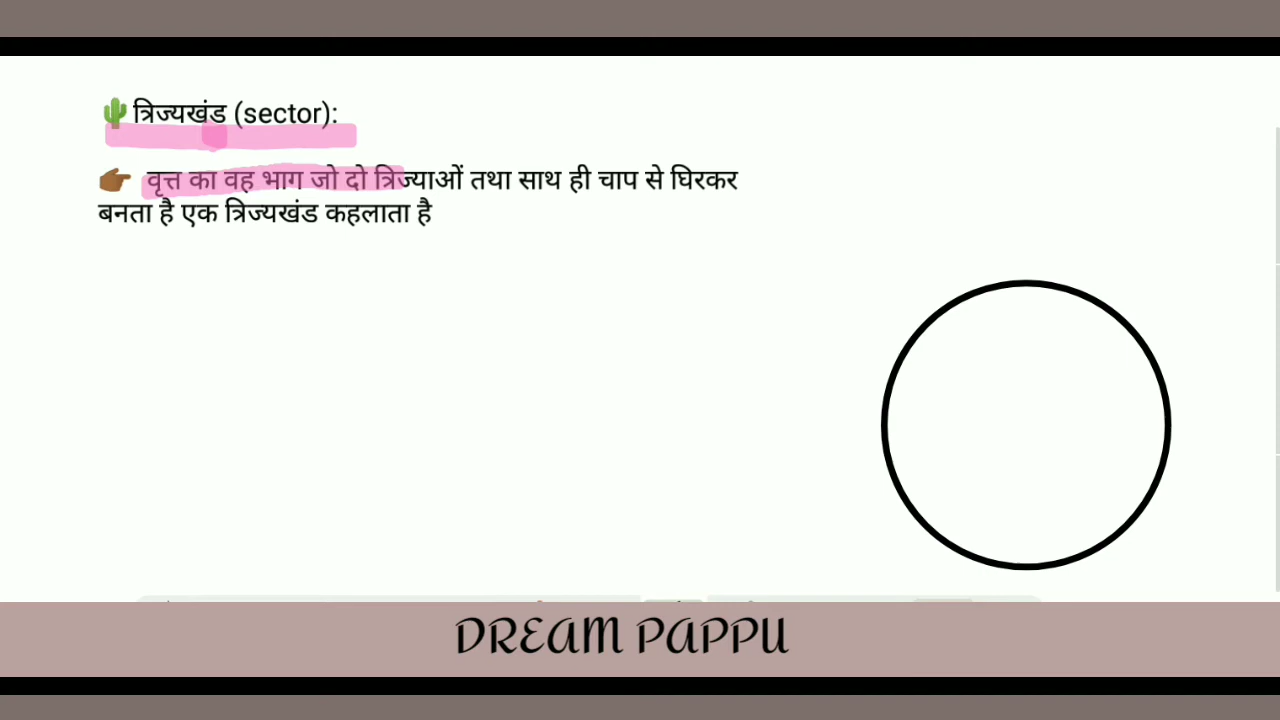 🌵त्रिज्यखंड (sector):
👉 वृत्त का वह भाग जो दो त्रिज्याओं तथा साथ ही चाप से घिरकर
बनता है एक त्रिज्यखंड कहलाता है
DREAM PAPPU